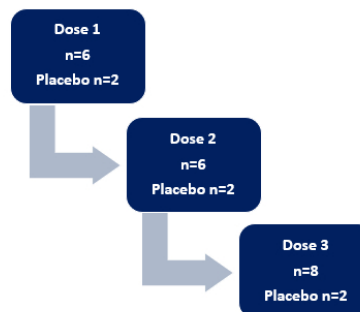 Dose 1
n=6
Placebo n=2
Dose 2
n=6
Placebo n=2
Dose 3
n=8
Placebo n=2